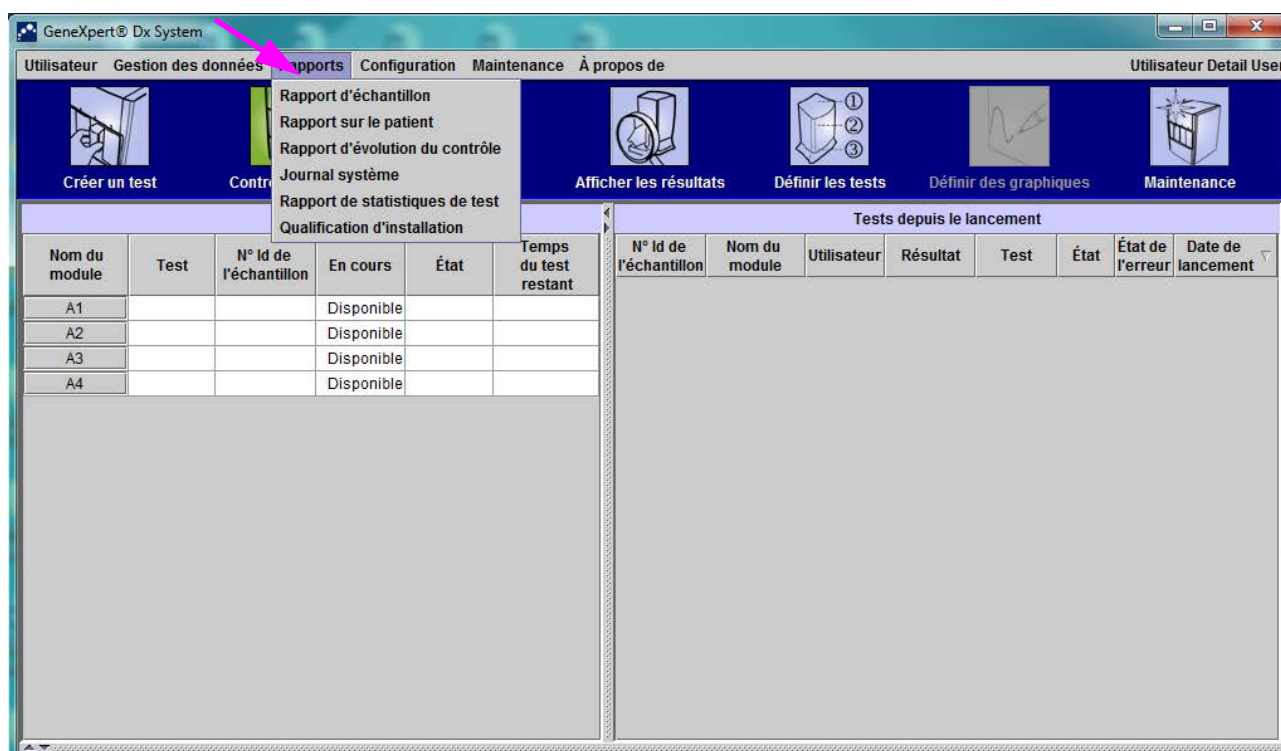 GeneXpert® Dx System
Utilisateur Gestion des données Rapports Configuration Maintenance À propos de Utilisateur Detail User
Rapport d'échantillon
Rapport sur le patient
Rapport d'évolution du contrôle
Journal système
Rapport de statistiques de test
Qualification d'installation
Créer un test
Afficher les résultats
Définir les tests
Définir des graphiques
Maintenance
Nom du module
Test
N° Id de l'échantillon
En cours
État
Temps du test restant
A1 Disponible
A2 Disponible
A3 Disponible
A4 Disponible
Tests depuis le lancement
N° Id de l'échantillon
Nom du module
Utilisateur
Résultat
Test
État
État de l'erreur
Date de lancement